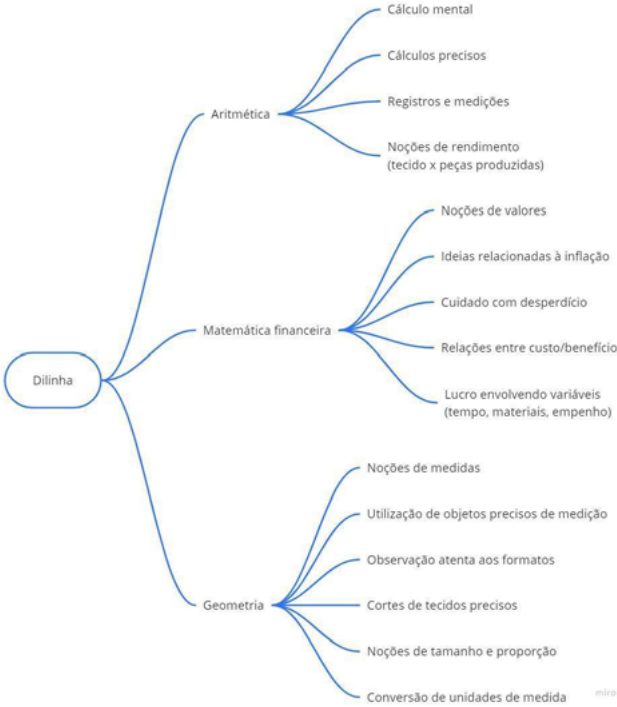 Dilinha
Aritmética
Cálculo mental
Cálculos precisos
Registros e medições
Noções de rendimento
(tecido x peças produzidas)
Matemática financeira
Noções de valores
Ideias relacionadas à inflação
Cuidado com desperdício
Relações entre custo/benefício
Lucro envolvendo variáveis
(tempo, materiais, empenho)
Geometria
Noções de medidas
Utilização de objetos precisos de medição
Observação atenta aos formatos
Cortes de tecidos precisos
Noções de tamanho e proporção
Conversão de unidades de medida
miro